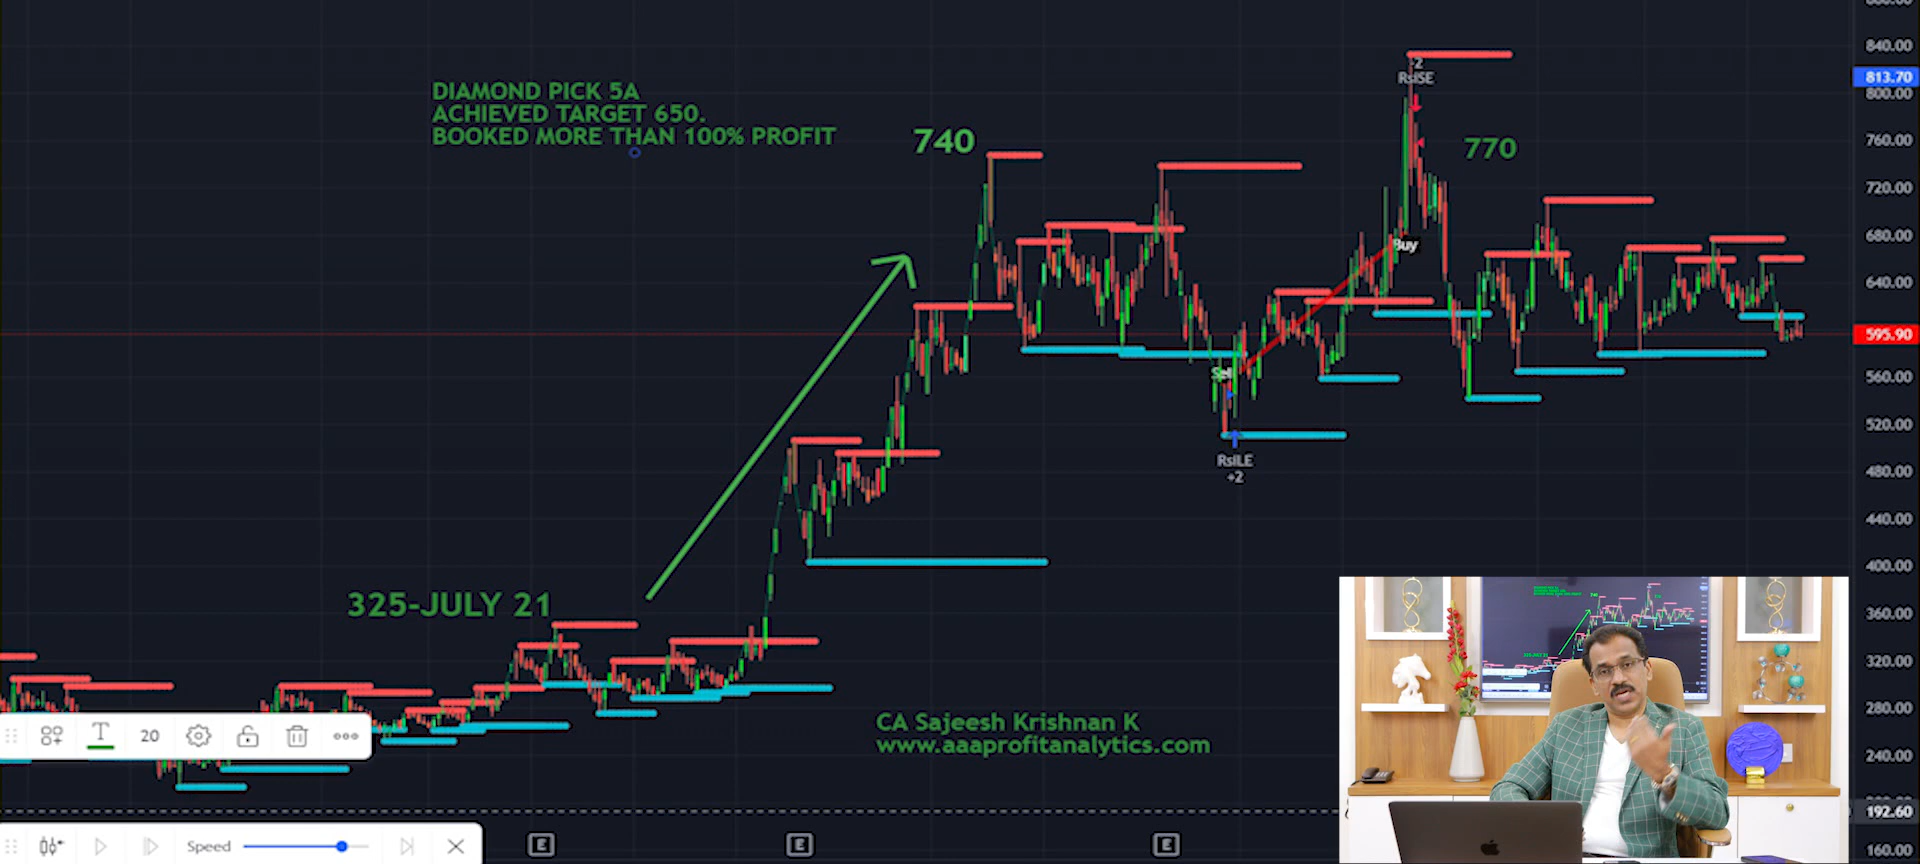 840.00
813.70
800.00
760.00
720.00
680.00
640.00
595.90
560.00
520.00
480.00
440.00
400.00
360.00
320.00
280.00
240.00
192.60
160.00
DIAMOND PICK 5A
ACHIEVED TARGET 650.
BOOKED MORE THAN 100% PROFIT
740
-2
RsiSE
770
Buy
Sell
RsiLE
+2
325-JULY 21
CA Sajeesh Krishnan K
www.aaaprofitanalytics.com
T 20
Speed
E E E